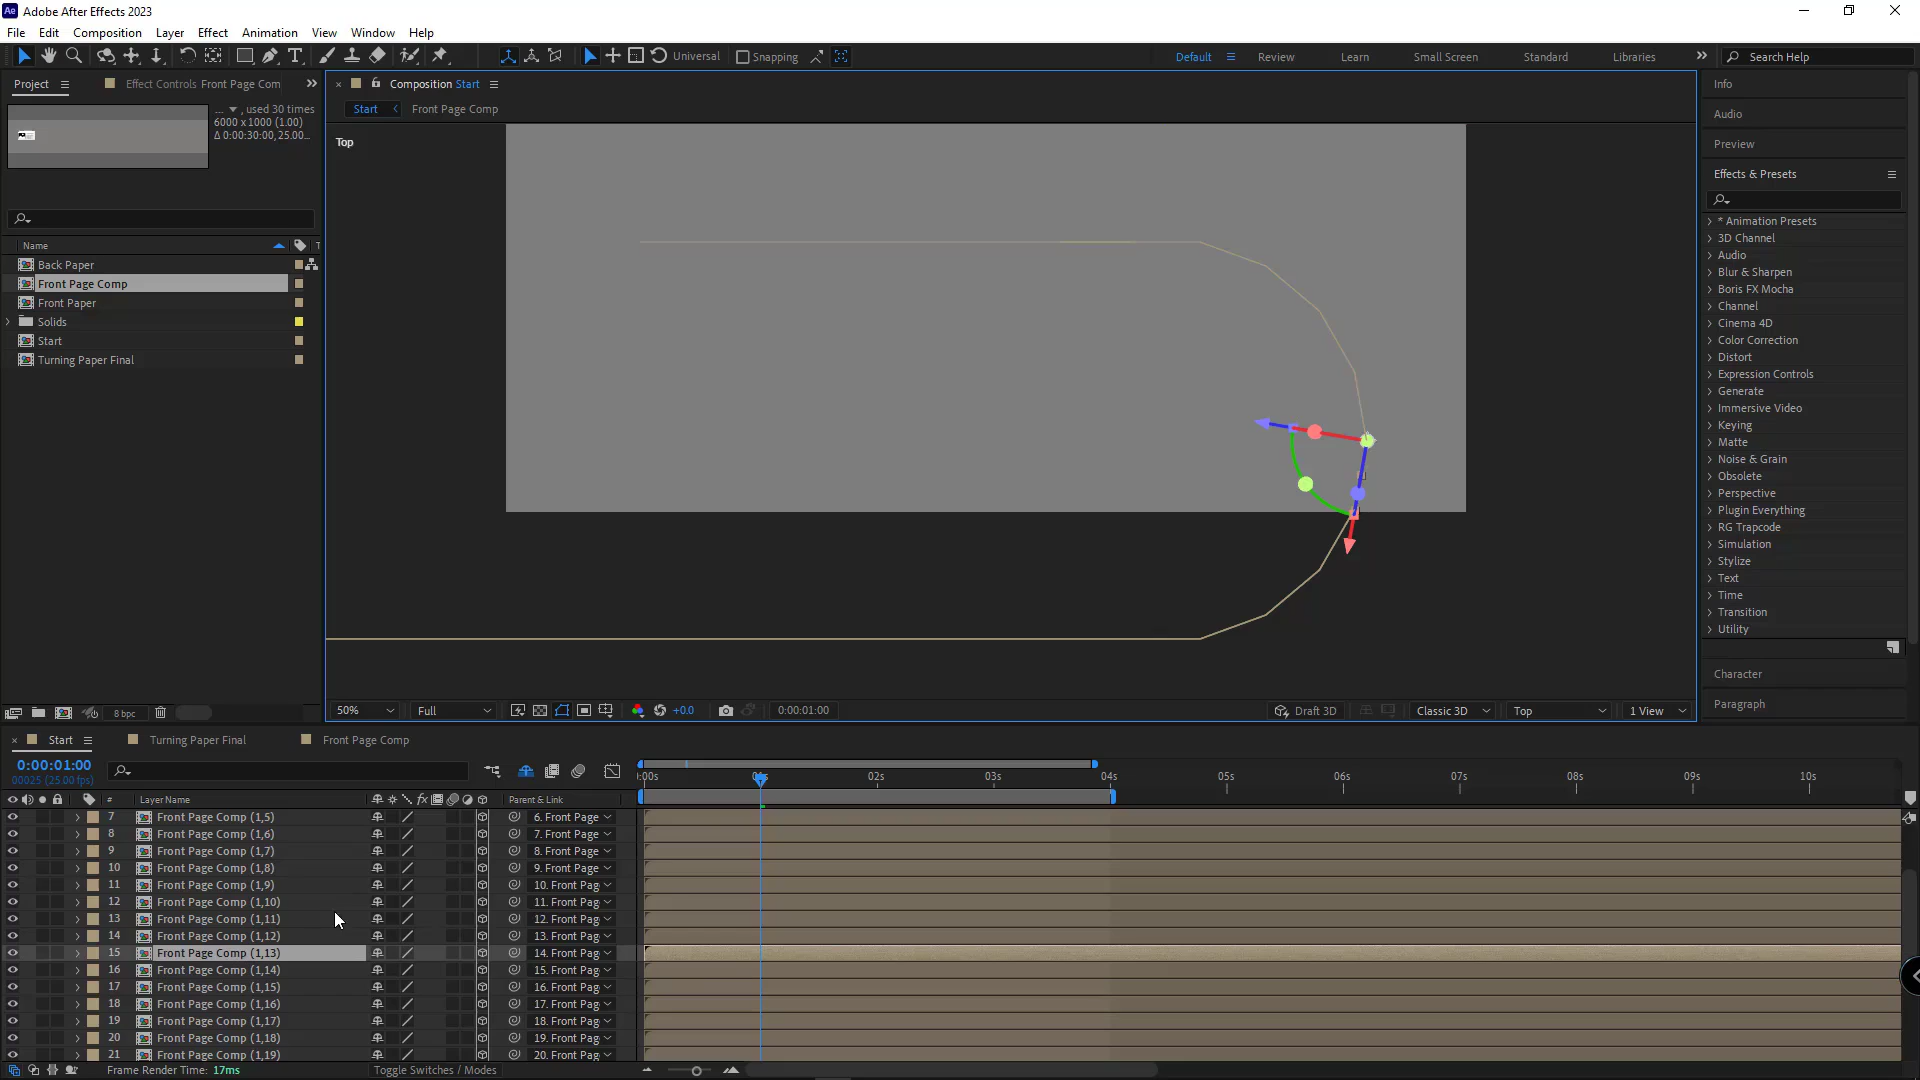 Adobe After Effects 2023
File Edit Composition Layer Effect Animation View Window Help
Universal Snapping Default Review Learn Small Screen Standard Libraries Search Help
Project Effect Controls Front Page Com
... , used 30 times
6000 x 1000 (1.00)
Δ 0:00:30:00, 25.00...
Name
Back Paper
Front Page Comp
Front Paper
Solids
Start
Turning Paper Final
8 bpc
Composition Start
Start Front Page Comp
Top
50% Full +0.0 0:00:01:00 Draft 3D Classic 3D Top 1 View
Info
Audio
Preview
Effects & Presets
* Animation Presets
3D Channel
Audio
Blur & Sharpen
Boris FX Mocha
Channel
Cinema 4D
Color Correction
Distort
Expression Controls
Generate
Immersive Video
Keying
Matte
Noise & Grain
Obsolete
Perspective
Plugin Everything
RG Trapcode
Simulation
Stylize
Text
Time
Transition
Utility
Character
Paragraph
Start Turning Paper Final Front Page Comp
0:00:01:00
00025 (25.00 fps)
:00s 02s 03s 04s 05s 06s 07s 08s 09s 10s
# Layer Name Parent & Link
7 Front Page Comp (1,5) 6. Front Page
8 Front Page Comp (1,6) 7. Front Page
9 Front Page Comp (1,7) 8. Front Page
10 Front Page Comp (1,8) 9. Front Page
11 Front Page Comp (1,9) 10. Front Pag
12 Front Page Comp (1,10) 11. Front Pag
13 Front Page Comp (1,11) 12. Front Pag
14 Front Page Comp (1,12) 13. Front Pag
15 Front Page Comp (1,13) 14. Front Pag
16 Front Page Comp (1,14) 15. Front Pag
17 Front Page Comp (1,15) 16. Front Pag
18 Front Page Comp (1,16) 17. Front Pag
19 Front Page Comp (1,17) 18. Front Pag
20 Front Page Comp (1,18) 19. Front Pag
21 Front Page Comp (1,19) 20. Front Pag
Frame Render Time: 17ms Toggle Switches / Modes